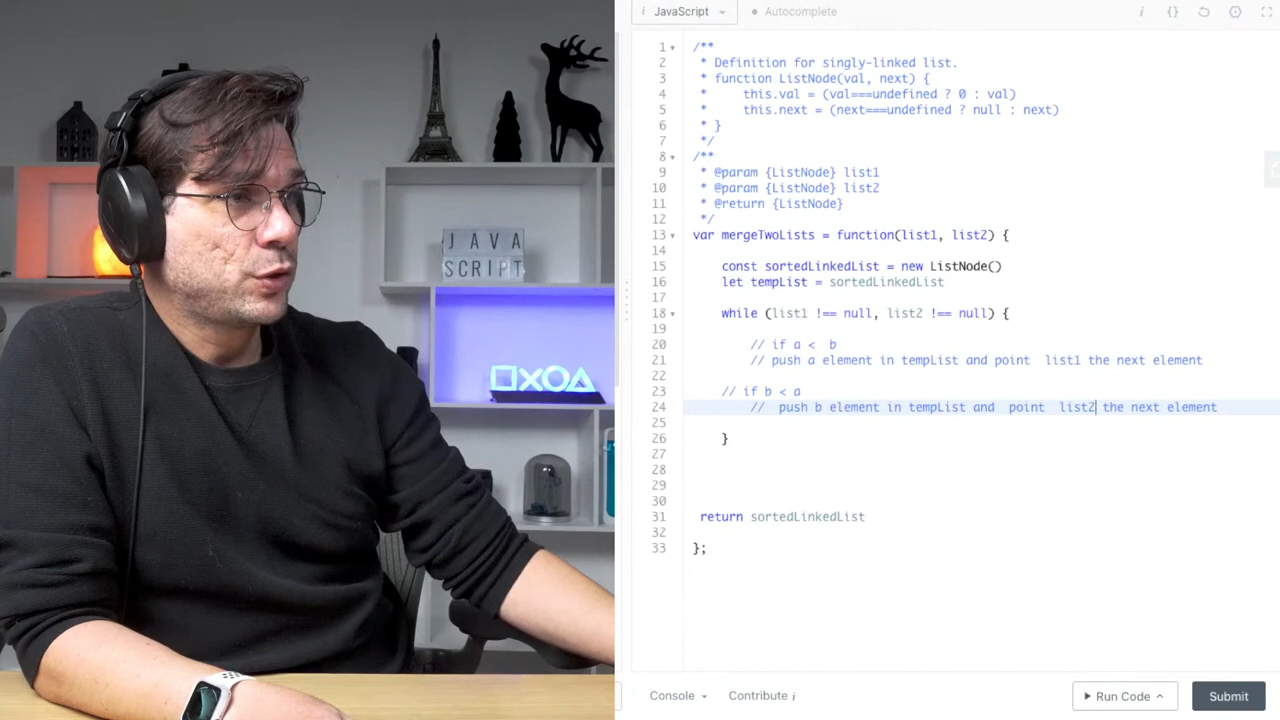 JAVA
SCRIPT
i JavaScript
Autocomplete
i {}
1 /**
2 * Definition for singly-linked list.
3 * function ListNode(val, next) {
4 *     this.val = (val===undefined ? 0 : val)
5 *     this.next = (next===undefined ? null : next)
6 * }
7 */
8 /**
9 * @param {ListNode} list1
10 * @param {ListNode} list2
11 * @return {ListNode}
12 */
13 var mergeTwoLists = function(list1, list2) {
14
15 const sortedLinkedList = new ListNode()
16 let tempList = sortedLinkedList
17
18 while (list1 !== null, list2 !== null) {
19
20 // if a <  b
21 // push a element in tempList and point  list1 the next element
22
23 // if b < a
24 //  push b element in tempList and  point  list2 the next element
25
26 }
27
28
29
30
31 return sortedLinkedList
32
33 };
Console
Contribute i
Run Code
Submit